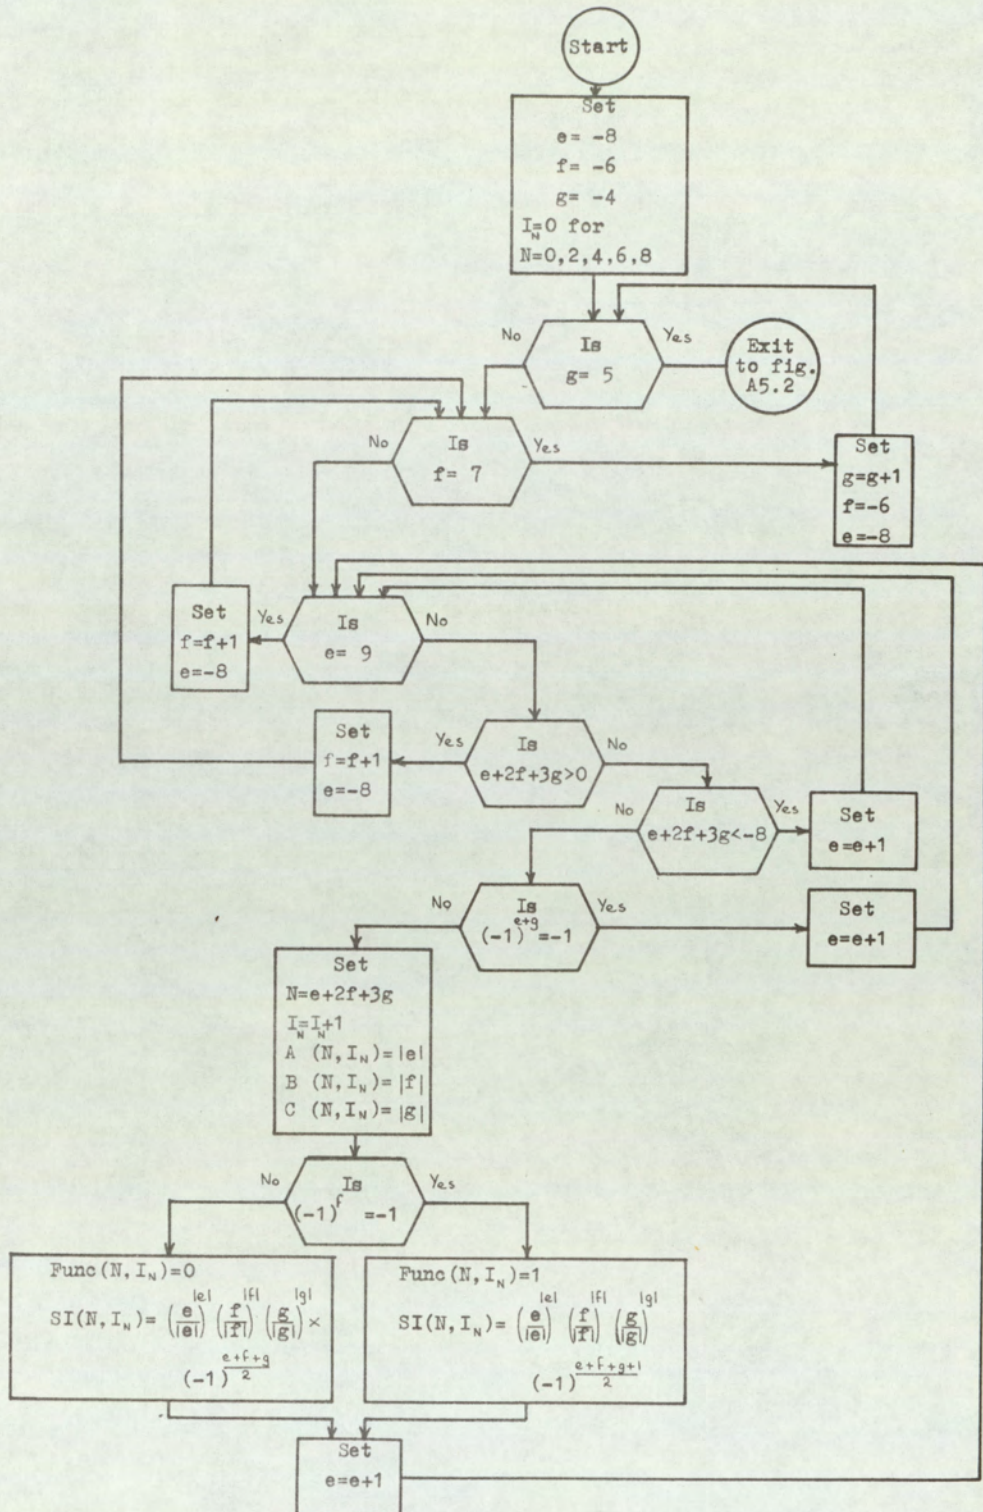 Start
Set
e= -8
f= -6
g= -4
I_N=0 for
N=0,2,4,6,8
No
Is
g= 5
Yes
Exit
to fig.
A5.2
No
Is
f= 7
Yes
Set
g=g+1
f=-6
e=-8
Set
f=f+1
e=-8
Yes
Is
e= 9
No
Set
f=f+1
e=-8
Yes
Is
e+2f+3g>0
No
No
Is
e+2f+3g<-8
Yes
Set
e=e+1
No
Is
(-1)^{e+g}=-1
Yes
Set
e=e+1
Set
N=e+2f+3g
I_N=I_N+1
A (N,I_N)=|e|
B (N,I_N)=|f|
C (N,I_N)=|g|
No
Is
(-1)^f =-1
Yes
Func(N,I_N)=0
SI(N,I_N)= (e/|e|)^{|e|} (f/|f|)^{|f|} (g/|g|)^{|g|} ×
(-1)^{(e+f+g)/2}
Func(N,I_N)=1
SI(N,I_N)= (e/|e|)^{|e|} (f/|f|)^{|f|} (g/|g|)^{|g|}
(-1)^{(e+f+g+1)/2}
Set
e=e+1